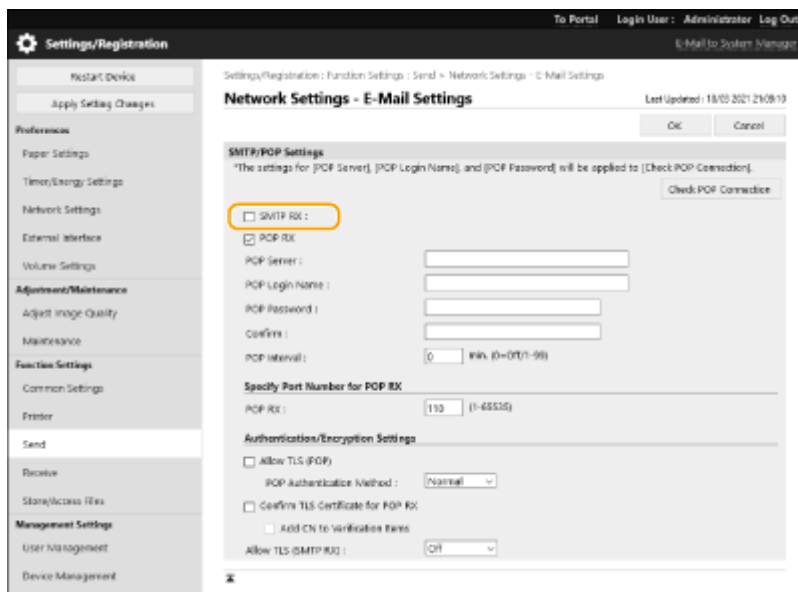 To Portal Login User : Administrator Log Out
Settings/Registration
E-Mail to System Manager
Restart Device
Apply Setting Changes
Preferences
Paper Settings
Timer/Energy Settings
Network Settings
External Interface
Volume Settings
Adjustment/Maintenance
Adjust Image Quality
Maintenance
Function Settings
Common Settings
Printer
Send
Receive
Store/Access Files
Management Settings
User Management
Device Management
Settings/Registration : Function Settings : Send > Network Settings - E-Mail Settings
Network Settings - E-Mail Settings
Last Updated : 18/03 2021 21:09:10
OK Cancel
SMTP/POP Settings
*The settings for [POP Server], [POP Login Name], and [POP Password] will be applied to [Check POP Connection].
Check POP Connection
SMTP RX :
POP RX
POP Server :
POP Login Name :
POP Password :
Confirm :
POP Interval : 0 min. (0=Off/1-99)
Specify Port Number for POP RX
POP RX : 110 (1-65535)
Authentication/Encryption Settings
Allow TLS (POP)
POP Authentication Method : Normal
Confirm TLS Certificate for POP RX
Add CN to Verification Items
Allow TLS (SMTP RX) : Off